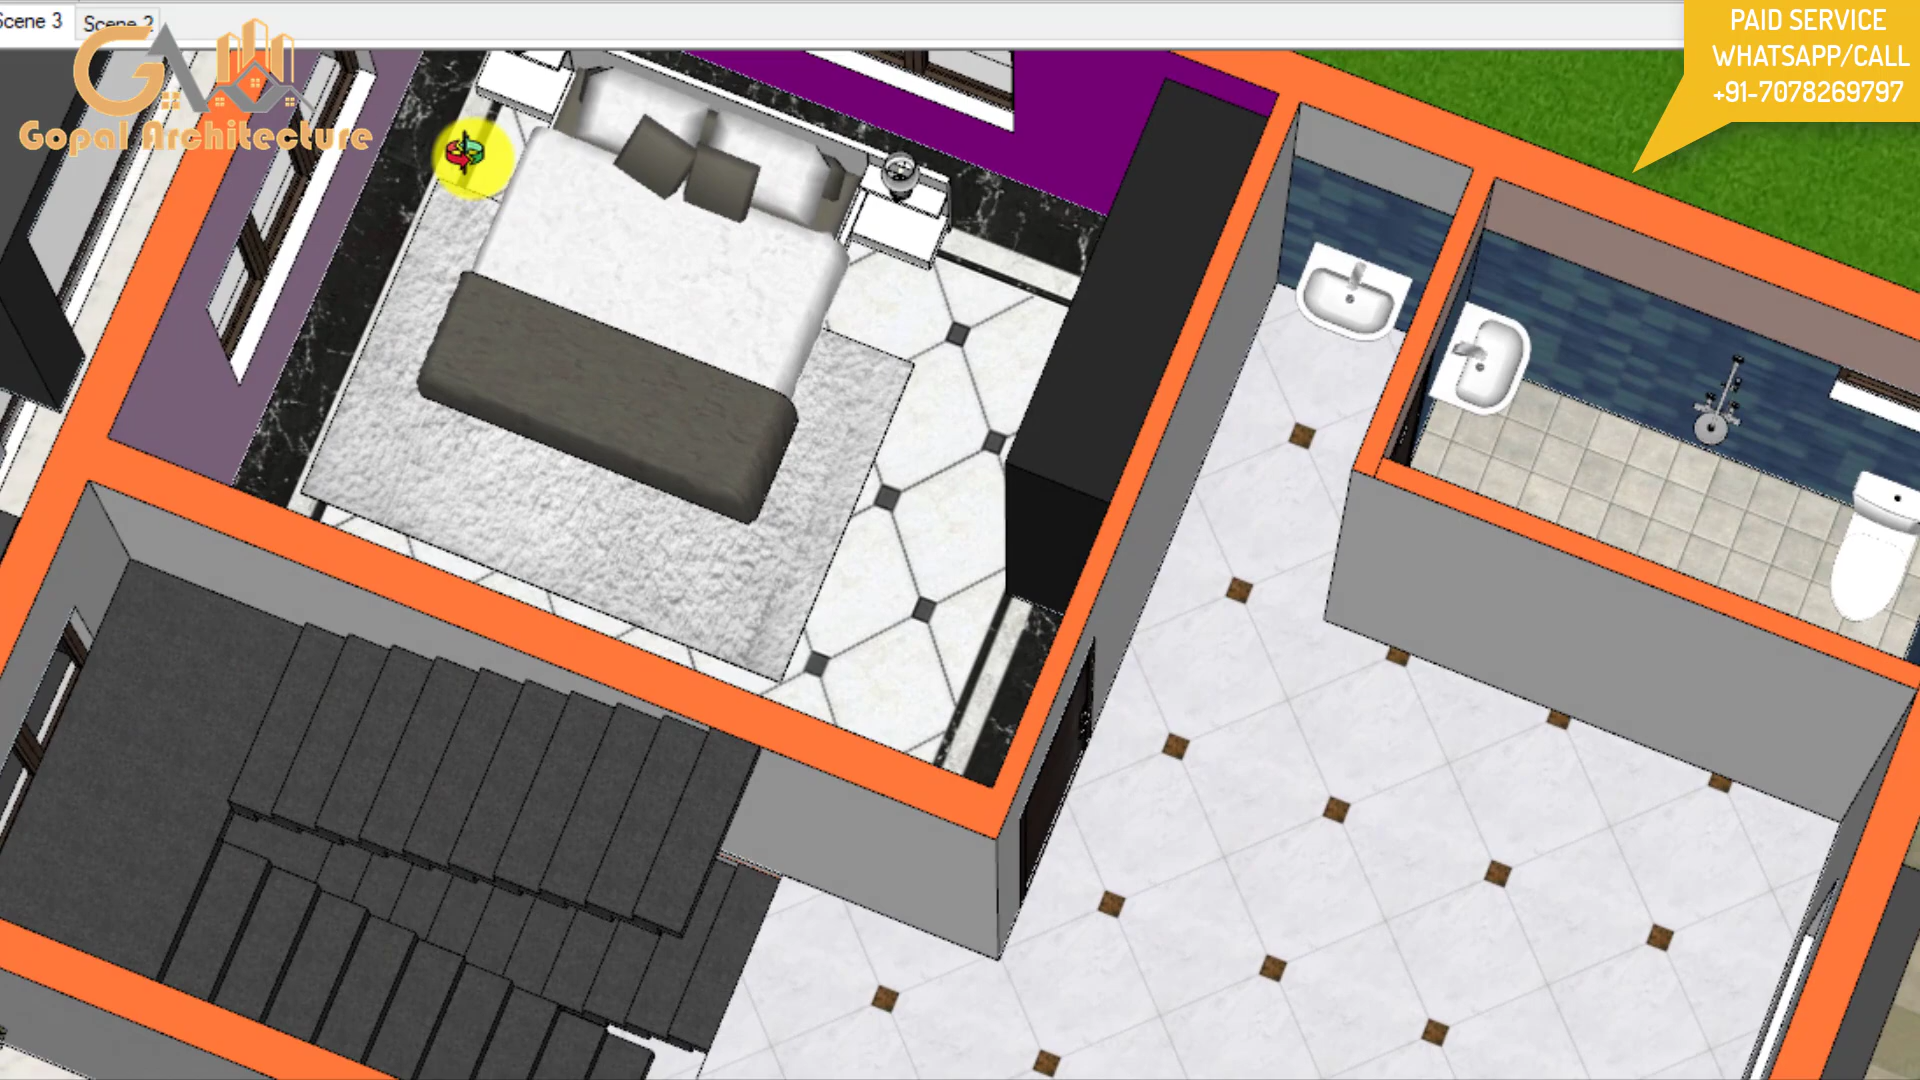 Scene 3
Scene 2
Gopal Architecture
PAID SERVICE
WHATSAPP/CALL
+91-7078269797